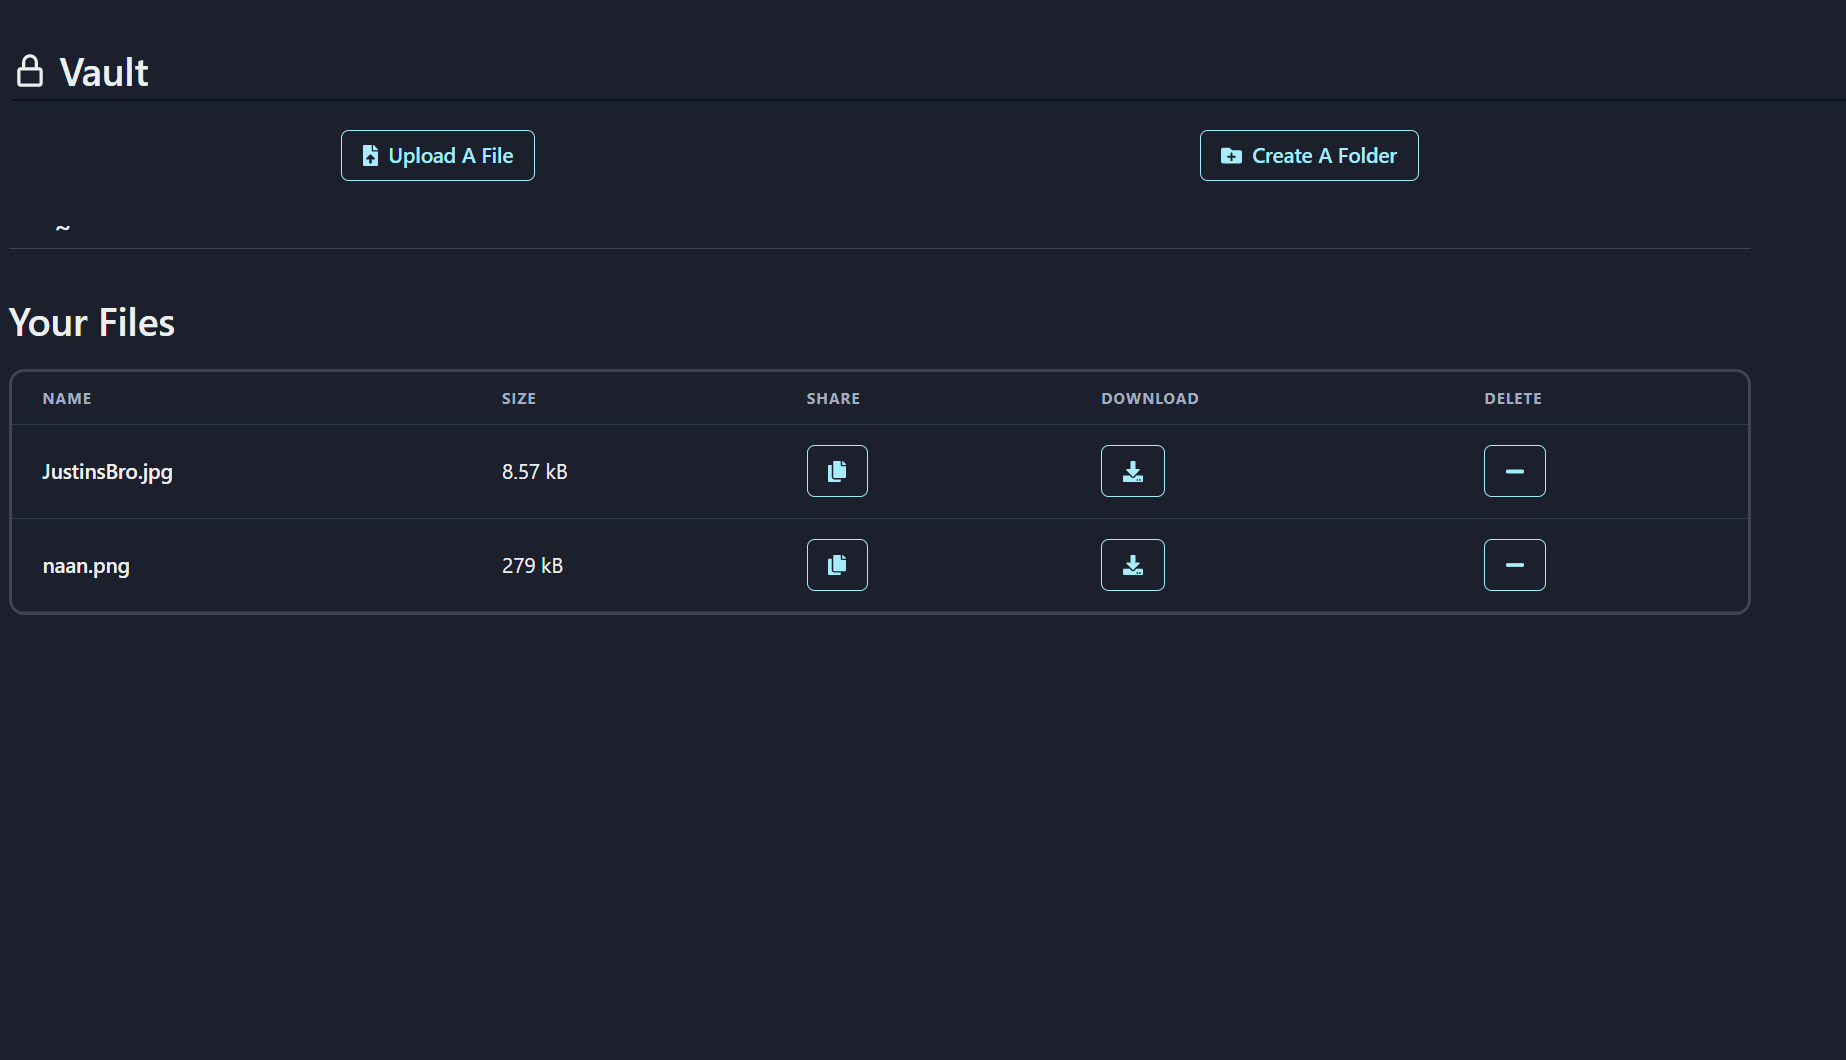 Vault
Upload A File Create A Folder
~
Your Files
NAME SIZE SHARE DOWNLOAD DELETE
JustinsBro.jpg 8.57 kB
naan.png 279 kB